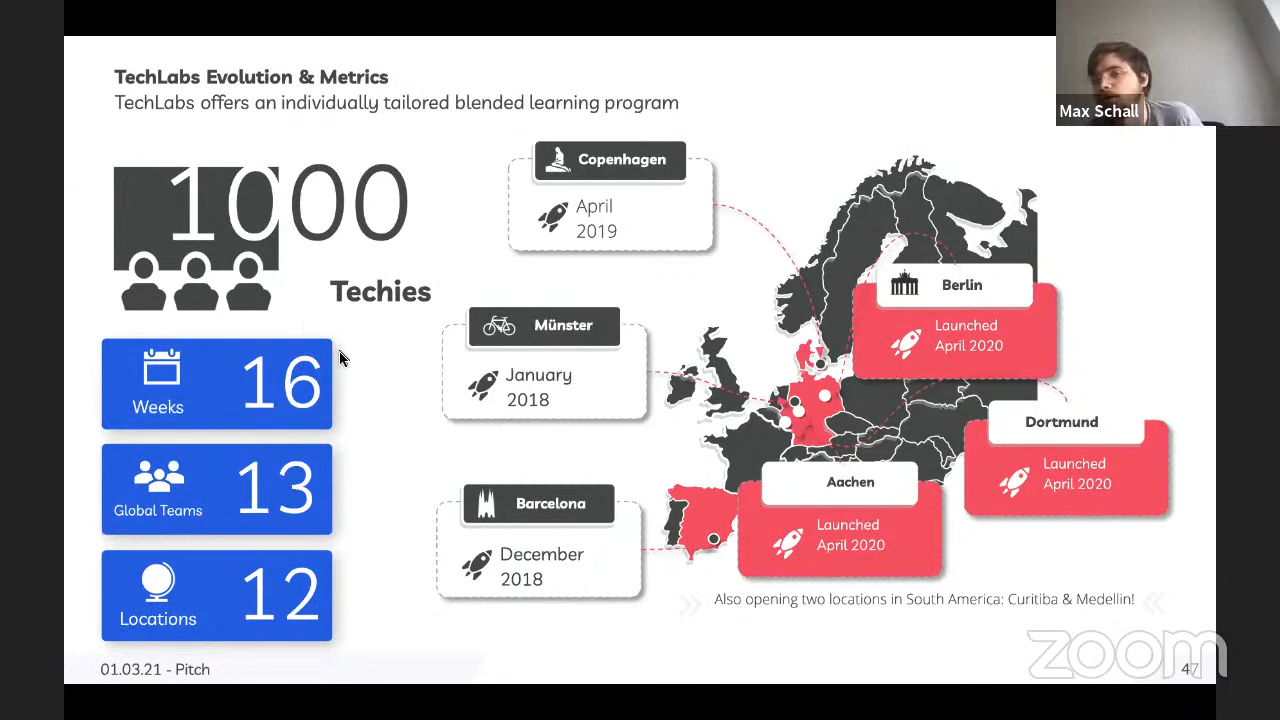 TechLabs Evolution & Metrics
TechLabs offers an individually tailored blended learning program
Max Schall
1000
Techies
16
Weeks
13
Global Teams
12
Locations
Copenhagen
April
2019
Münster
January
2018
Barcelona
December
2018
Berlin
Launched
April 2020
Dortmund
Launched
April 2020
Aachen
Launched
April 2020
Also opening two locations in South America: Curitiba & Medellin!
01.03.21 - Pitch
zoom
47